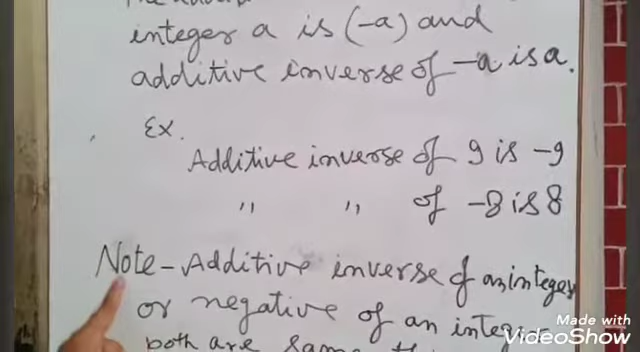 integer a is (-a) and
additive inverse of -a is a.
Ex.
Additive inverse of 9 is -9
" " of -8 is 8
Note - Additive inverse of an integer
or negative of an integer
both are same
Made with
VideoShow